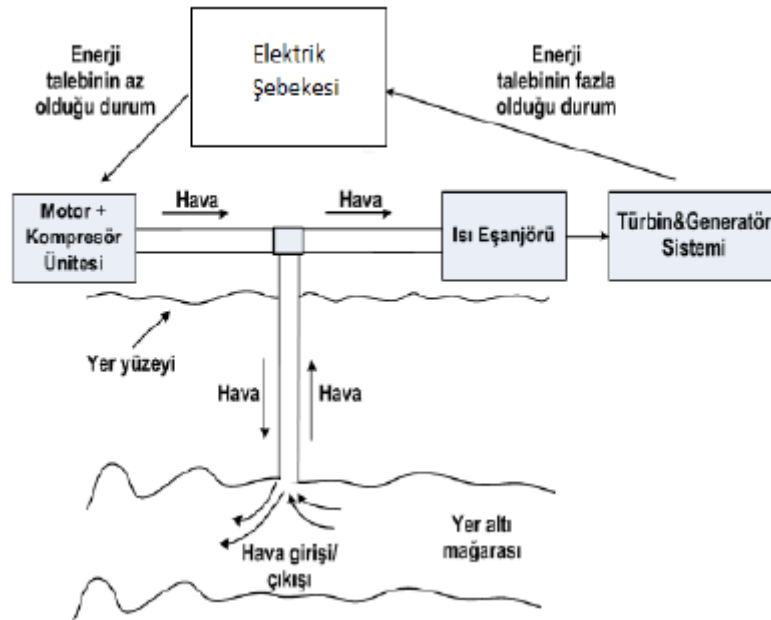 Enerji
talebinin az
olduğu durum
Elektrik
Şebekesi
Enerji
talebinin fazla
olduğu durum
Motor +
Kompresör
Ünitesi
Hava
Hava
Isı Eşanjörü
Türbin&Generatör
Sistemi
Yer yüzeyi
Hava
Hava
Hava girişi/
çıkışı
Yer altı
mağarası